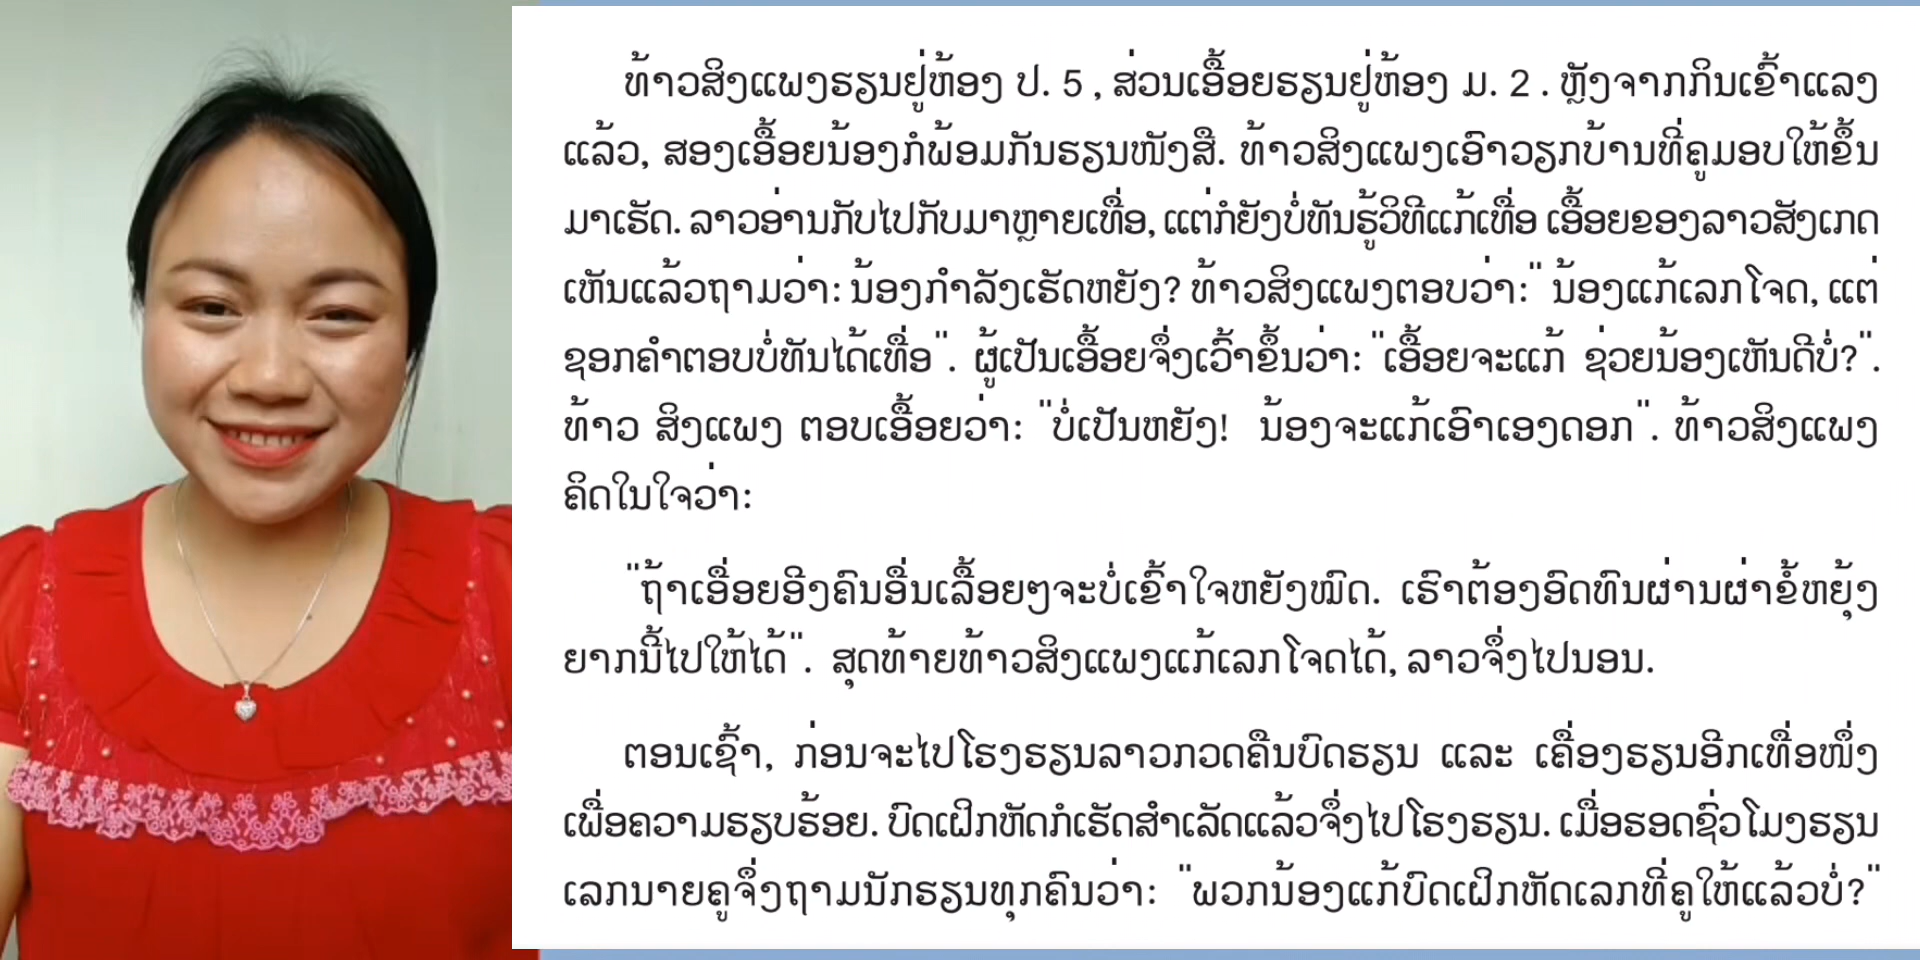 ທ້າວສິງແພງຮຽນຢູ່ຫ້ອງ ປ. 5 , ສ່ວນເອື້ອຍຮຽນຢູ່ຫ້ອງ ມ. 2 . ຫຼັງຈາກກິນເຂົ້າແລງ
ແລ້ວ, ສອງເອື້ອຍນ້ອງກໍພ້ອມກັນຮຽນໜັງສື. ທ້າວສິງແພງເອົາວຽກບ້ານທີ່ຄູມອບໃຫ້ຂຶ້ນ
ມາເຮັດ. ລາວອ່ານກັບໄປກັບມາຫຼາຍເທື່ອ, ແຕ່ກໍຍັງບໍ່ທັນຮູ້ວິທີແກ້ເທື່ອ ເອື້ອຍຂອງລາວສັງເກດ
ເຫັນແລ້ວຖາມວ່າ: ນ້ອງກຳລັງເຮັດຫຍັງ? ທ້າວສິງແພງຕອບວ່າ: "ນ້ອງແກ້ເລກໂຈດ, ແຕ່
ຊອກຄຳຕອບບໍ່ທັນໄດ້ເທື່ອ". ຜູ້ເປັນເອື້ອຍຈຶ່ງເວົ້າຂຶ້ນວ່າ: "ເອື້ອຍຈະແກ້ ຊ່ວຍນ້ອງເຫັນດີບໍ່?".
ທ້າວ ສິງແພງ ຕອບເອື້ອຍວ່າ: "ບໍ່ເປັນຫຍັງ! ນ້ອງຈະແກ້ເອົາເອງດອກ". ທ້າວສິງແພງ
ຄິດໃນໃຈວ່າ:
"ຖ້າເອື່ອຍອີງຄົນອື່ນເລື້ອຍໆຈະບໍ່ເຂົ້າໃຈຫຍັງໝົດ. ເຮົາຕ້ອງອົດທົນຜ່ານຜ່າຂໍ້ຫຍຸ້ງ
ຍາກນີ້ໄປໃຫ້ໄດ້". ສຸດທ້າຍທ້າວສິງແພງແກ້ເລກໂຈດໄດ້, ລາວຈຶ່ງໄປນອນ.
ຕອນເຊົ້າ, ກ່ອນຈະໄປໂຮງຮຽນລາວກວດຄືນບົດຮຽນ ແລະ ເຄື່ອງຮຽນອີກເທື່ອໜຶ່ງ
ເພື່ອຄວາມຮຽບຮ້ອຍ. ບົດເຝິກຫັດກໍເຮັດສຳເລັດແລ້ວຈຶ່ງໄປໂຮງຮຽນ. ເມື່ອຮອດຊົ່ວໂມງຮຽນ
ເລກນາຍຄູຈຶ່ງຖາມນັກຮຽນທຸກຄົນວ່າ: "ພວກນ້ອງແກ້ບົດເຝິກຫັດເລກທີ່ຄູໃຫ້ແລ້ວບໍ່?"